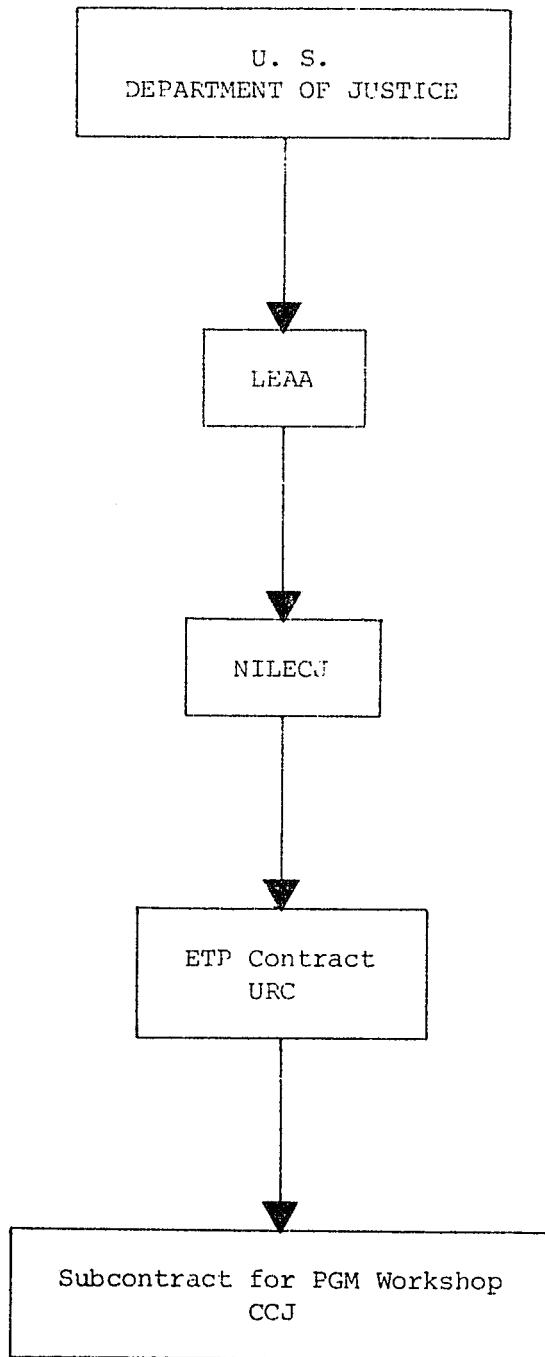 U. S.
DEPARTMENT OF JUSTICE
LEAA
NILECJ
ETP Contract
URC
Subcontract for PGM Workshop
CCJ